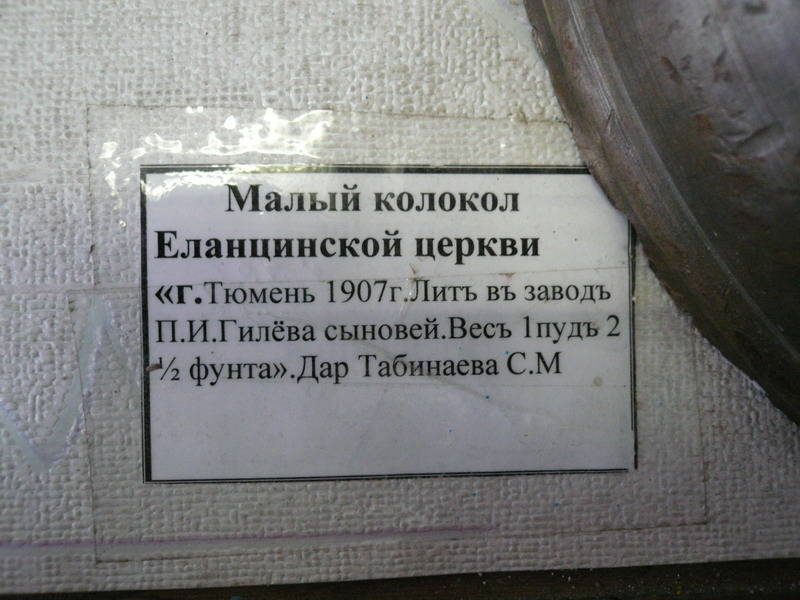 Малый колокол
Еланцинской церкви
«г.Тюмень 1907г.Литъ въ заводъ
П.И.Гилёва сыновей.Весъ 1пудъ 2
½ фунта».Дар Табинаева С.М